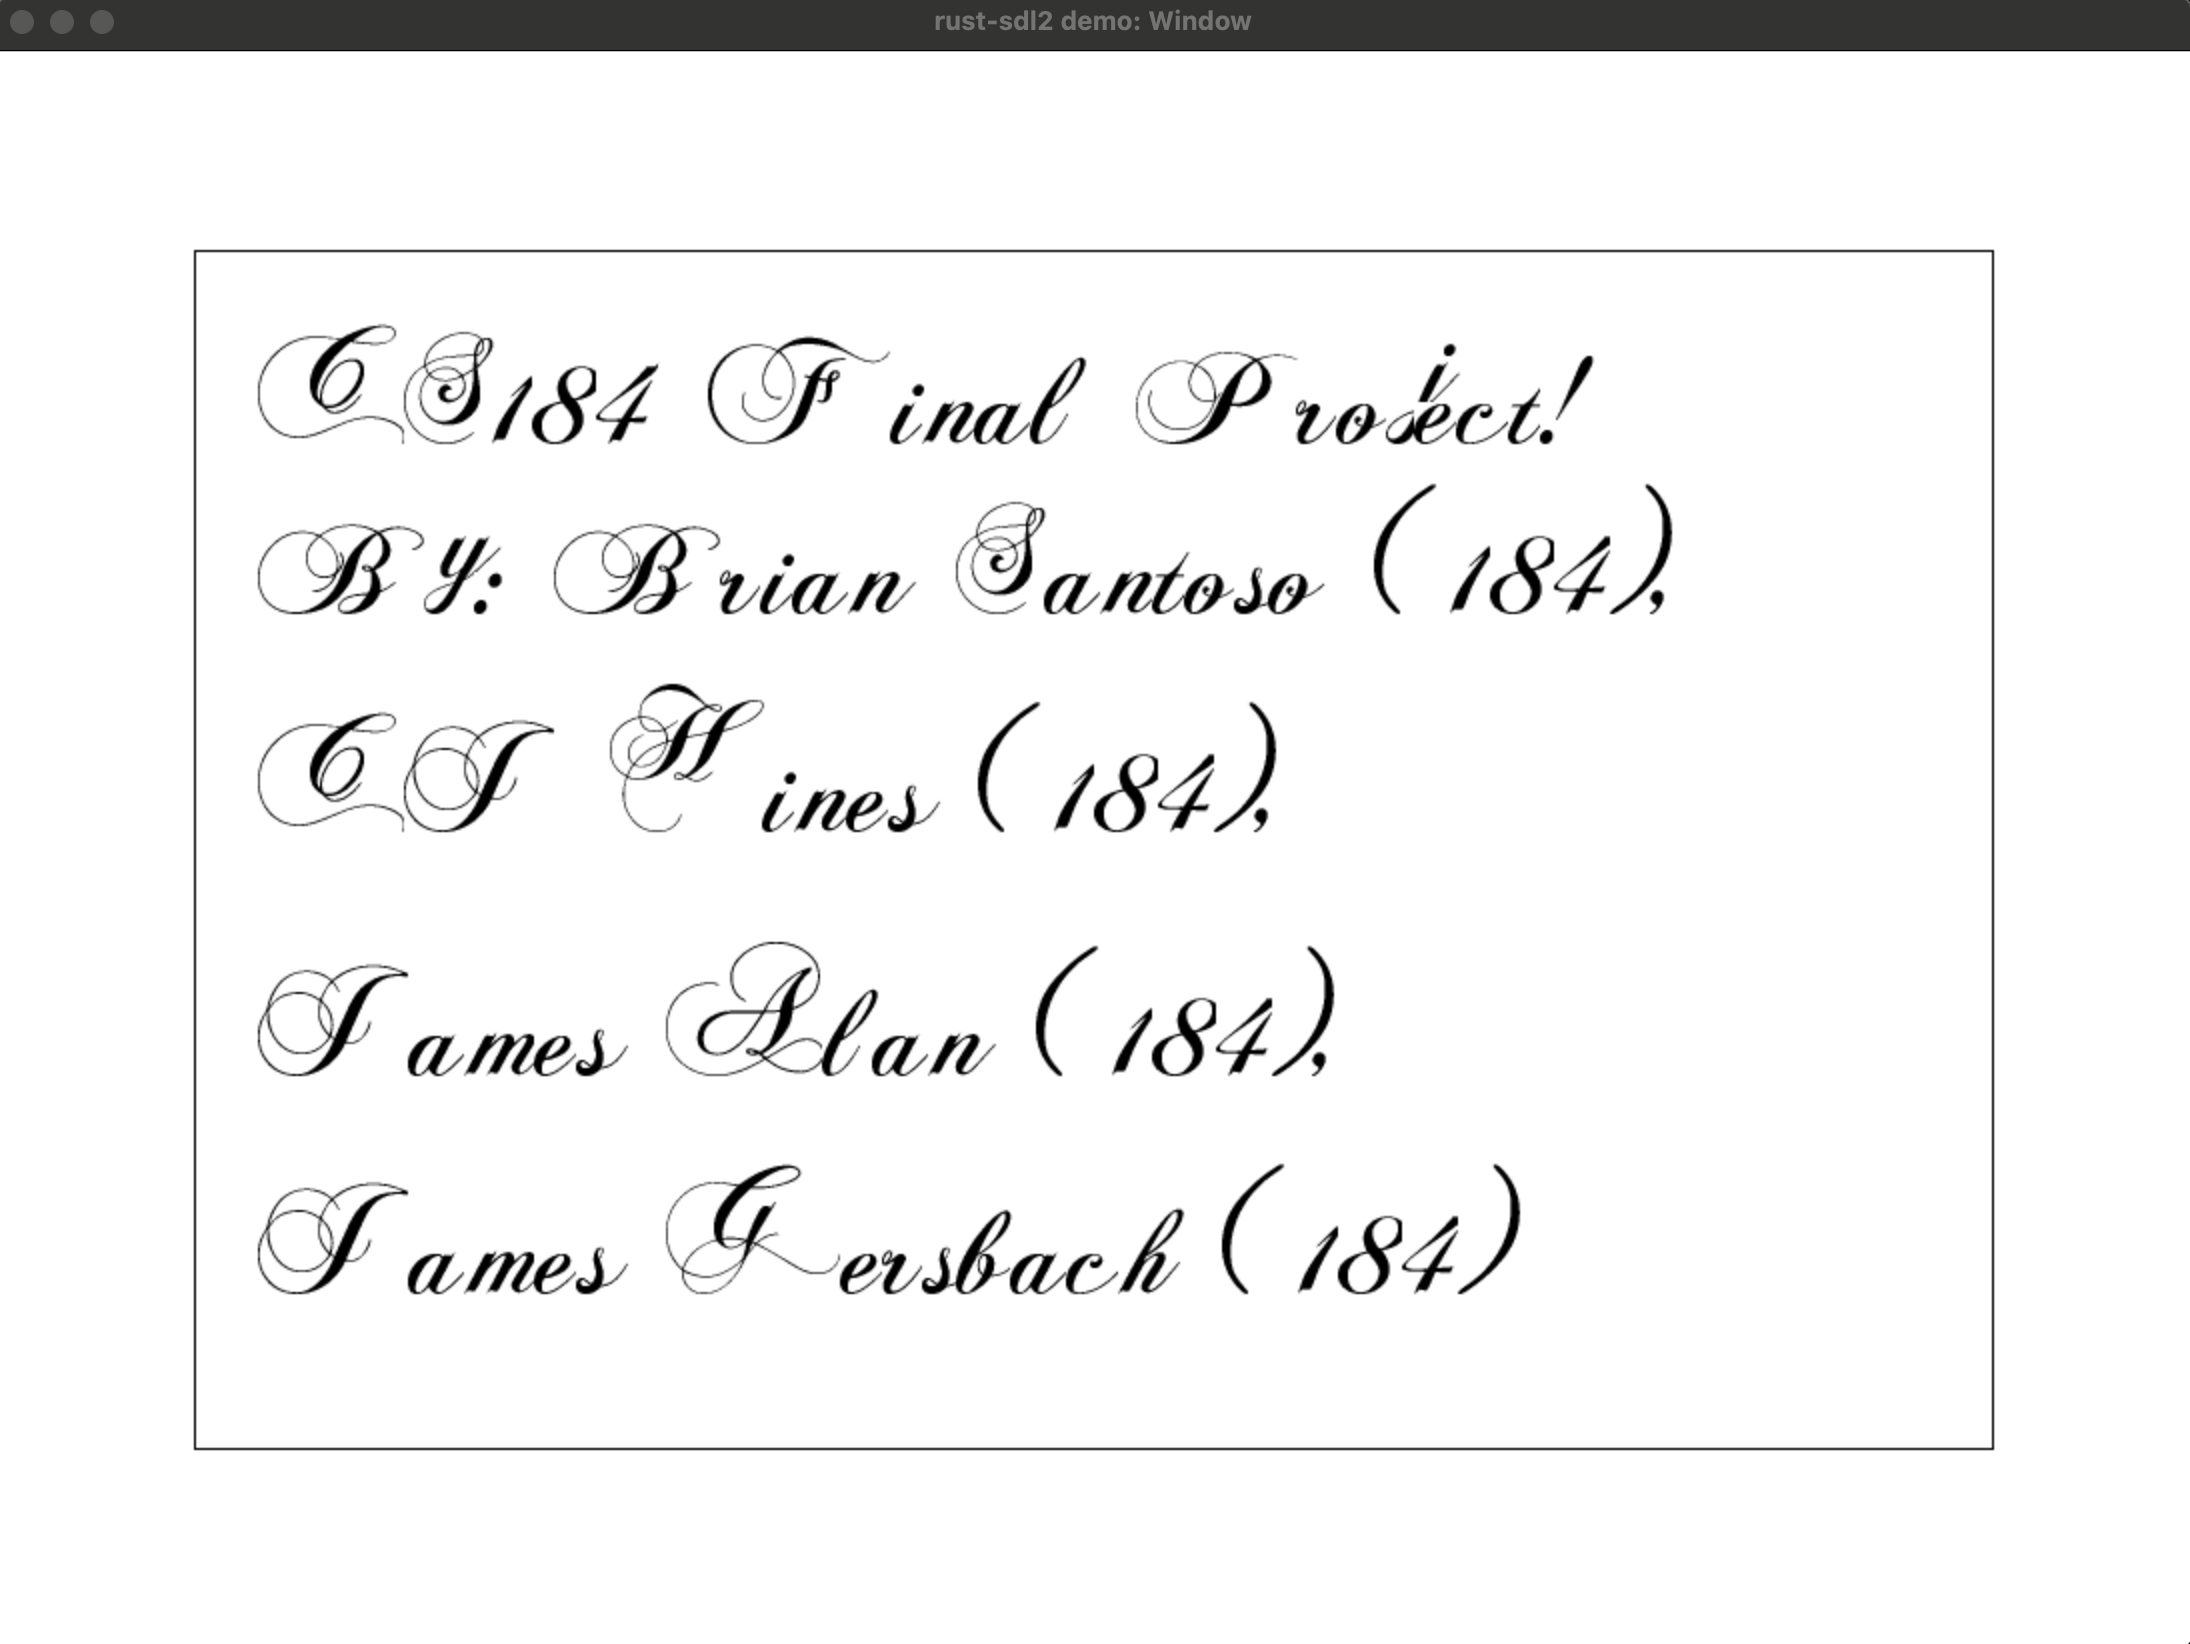 rust-sdl2 demo: Window
CS184 Final Project!
By: Brian Santoso (184),
CJ Hines (184),
James Alan (184),
James Gersbach (184)